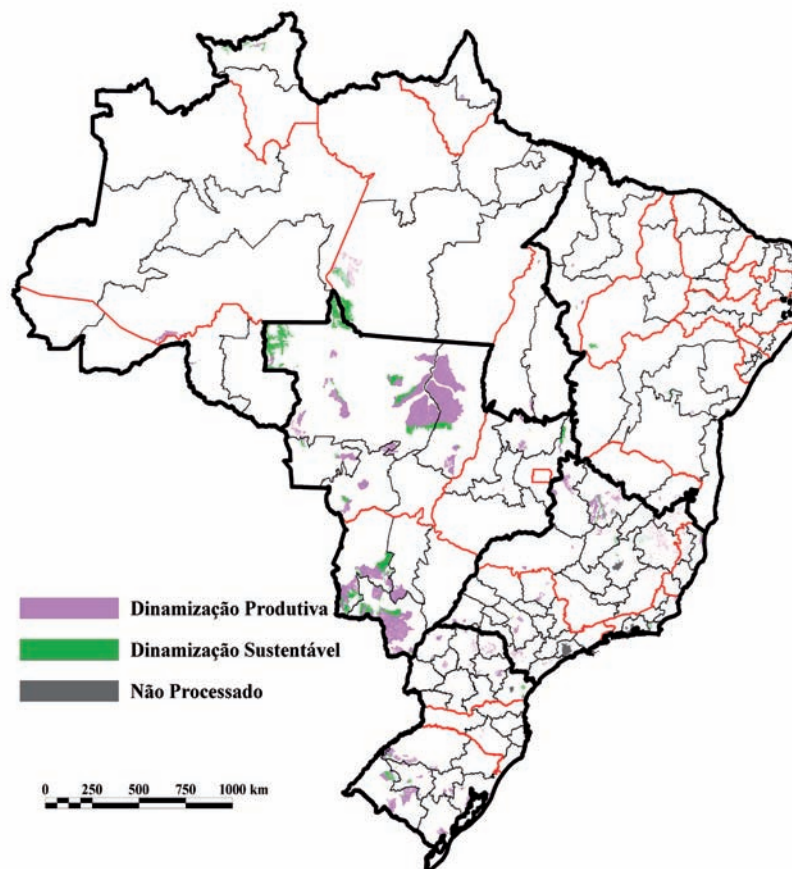 Dinamização Produtiva
Dinamização Sustentável
Não Processado
0 250 500 750 1000 km